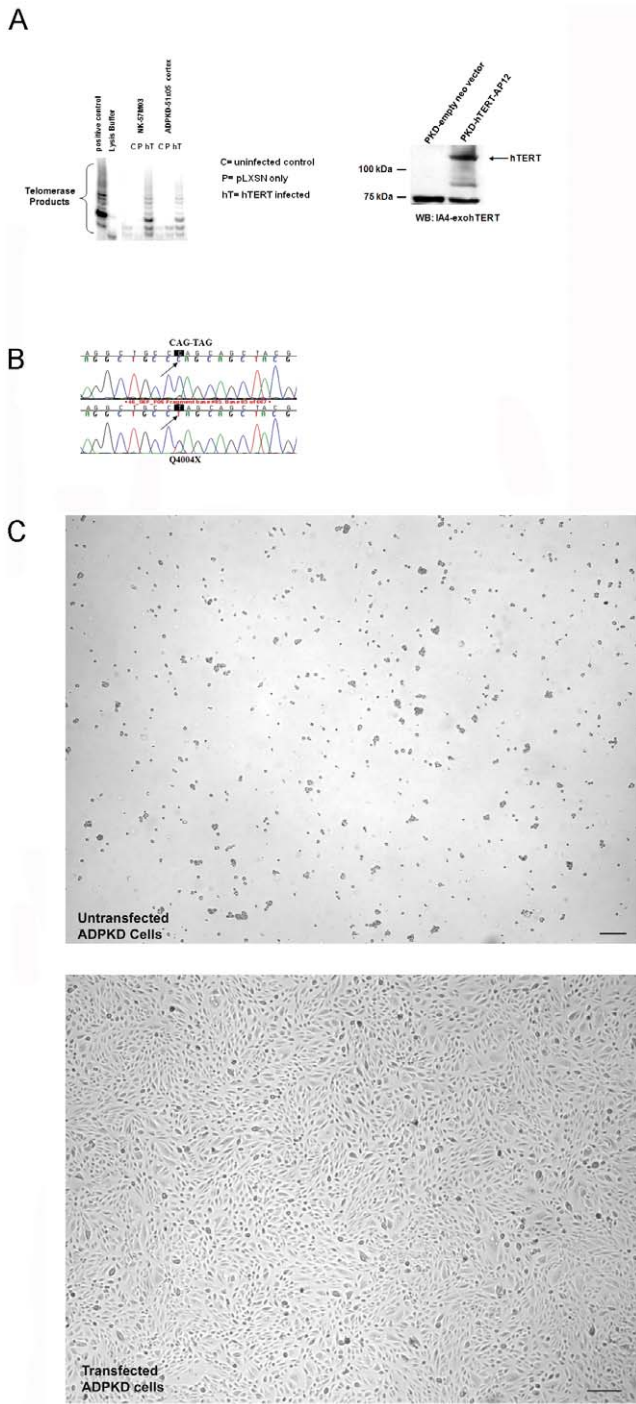 A
positive control
Lysis Buffer
NK-578M03
ADPKD-51x05 cortex
C P hT C P hT
Telomerase
Products
C= uninfected control
P= pLXSN only
hT= hTERT infected
PKD-empty neo vector
PKD-hTERT-AP12
100 kDa
75 kDa
hTERT
WB: IA4-exohTERT
B
CAG-TAG
A G G C T G C C C A G C A G C T A C G
A G G C T G C C C A G C A G C T A C G
A G G C T G C C T A G C A G C T A C G
A G G C T G C C T A G C A G C T A C G
Q4004X
C
Untransfected
ADPKD Cells
Transfected
ADPKD cells